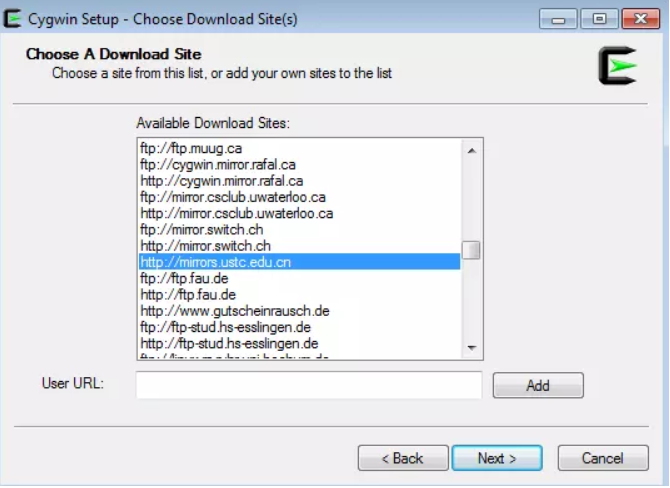 Cygwin Setup - Choose Download Site(s)
Choose A Download Site
Choose a site from this list, or add your own sites to the list
Available Download Sites:
ftp://ftp.muug.ca
ftp://cygwin.mirror.rafal.ca
http://cygwin.mirror.rafal.ca
ftp://mirror.csclub.uwaterloo.ca
http://mirror.csclub.uwaterloo.ca
ftp://mirror.switch.ch
http://mirror.switch.ch
http://mirrors.ustc.edu.cn
ftp://ftp.fau.de
http://ftp.fau.de
http://www.gutscheinrausch.de
ftp://ftp-stud.hs-esslingen.de
http://ftp-stud.hs-esslingen.de
User URL:
Add
< Back
Next >
Cancel